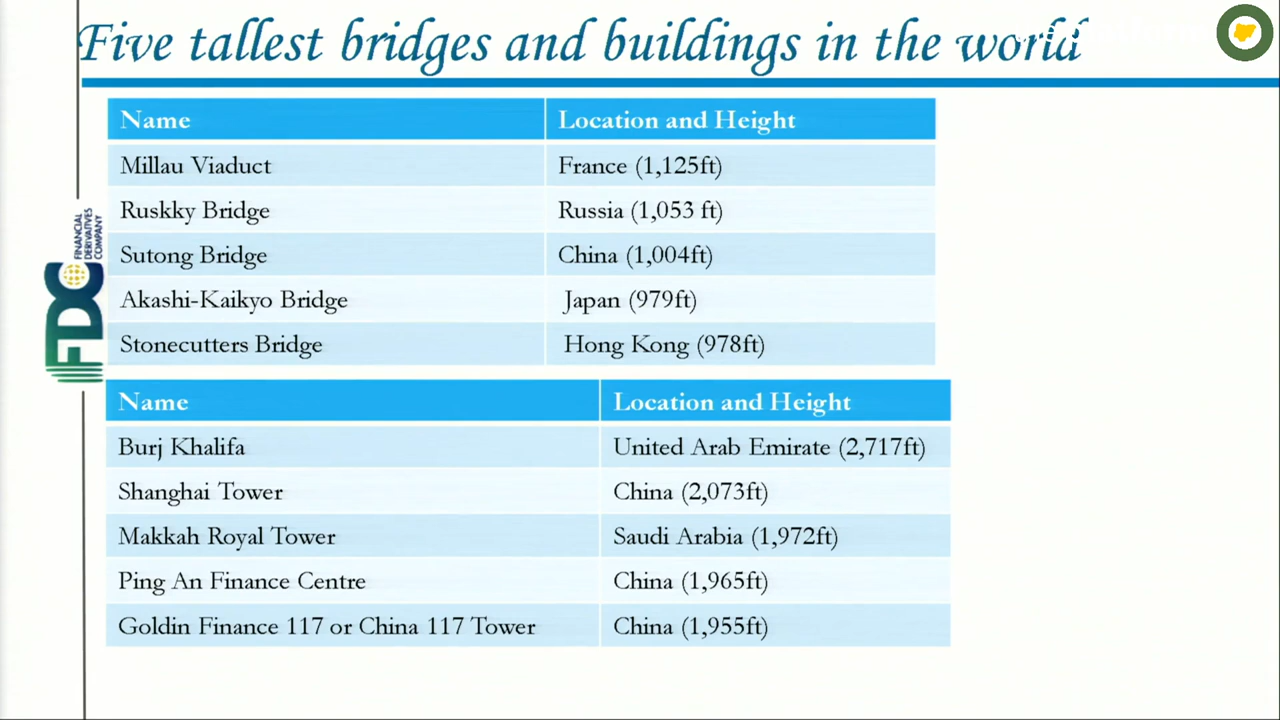 Five tallest bridges and buildings in the world
Name Location and Height
Millau Viaduct France (1,125ft)
Ruskky Bridge Russia (1,053 ft)
Sutong Bridge China (1,004ft)
Akashi-Kaikyo Bridge Japan (979ft)
Stonecutters Bridge Hong Kong (978ft)
FDC
FINANCIAL
DERIVATIVES
COMPANY
Name Location and Height
Burj Khalifa United Arab Emirate (2,717ft)
Shanghai Tower China (2,073ft)
Makkah Royal Tower Saudi Arabia (1,972ft)
Ping An Finance Centre China (1,965ft)
Goldin Finance 117 or China 117 Tower China (1,955ft)